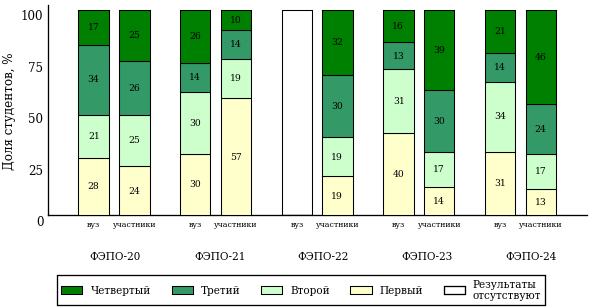 Доля студентов, %
100
75
50
25
0
17 25 26 10 32 16 39 21 46
34 26 14 14 30 13 30 14 24
21 25 30 19 19 31 17 34 17
28 24 30 57 19 40 14 31 13
вуз участники вуз участники вуз участники вуз участники вуз участники
ФЭПО-20 ФЭПО-21 ФЭПО-22 ФЭПО-23 ФЭПО-24
Четвертый Третий Второй Первый Результаты
отсутствуют